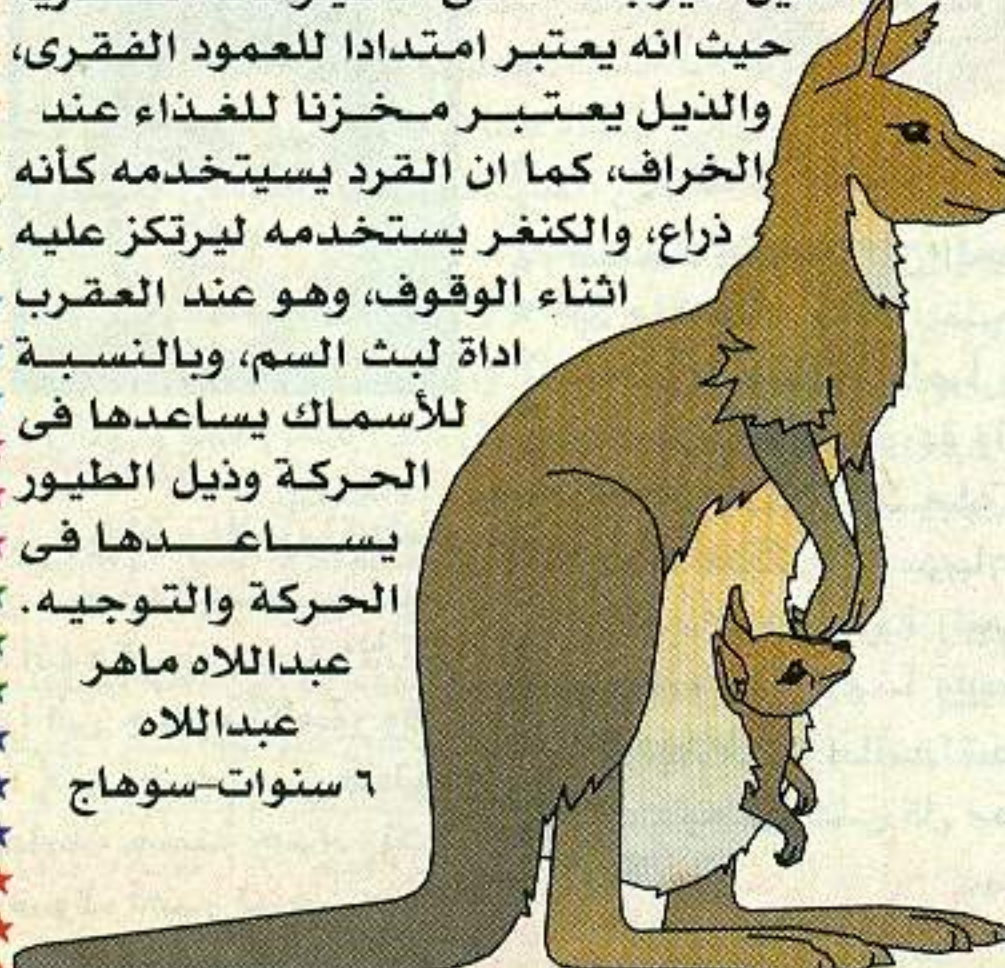 حيث انه يعتبر امتدادا للعمود الفقرى،
والذيل يعتبر مخزنا للغذاء عند
الخراف، كما ان القرد يسيتخدمه كأنه
ذراع، والكنغر يستخدمه ليرتكز عليه
اثناء الوقوف، وهو عند العقرب
اداة لبث السم، وبالنسبة
للأسماك يساعدها فى
الحركة وذيل الطيور
يساعدها فى
الحركة والتوجيه.
عبداللاه ماهر
عبداللاه
٦ سنوات-سوهاج